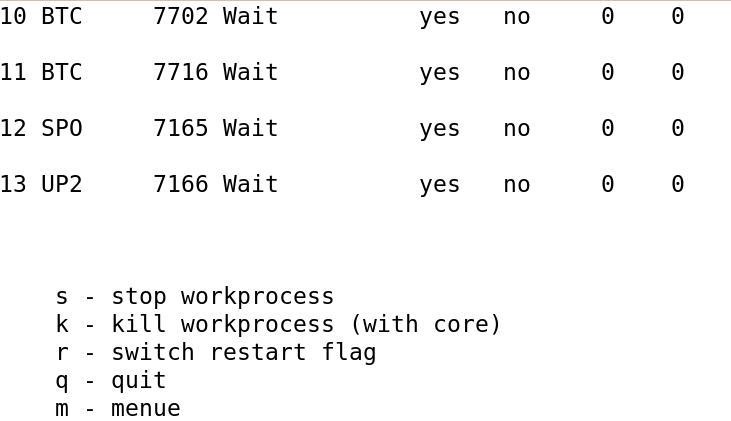 10 BTC     7702 Wait          yes   no     0    0
11 BTC     7716 Wait          yes   no     0    0
12 SPO     7165 Wait          yes   no     0    0
13 UP2     7166 Wait          yes   no     0    0
s - stop workprocess
k - kill workprocess (with core)
r - switch restart flag
q - quit
m - menue